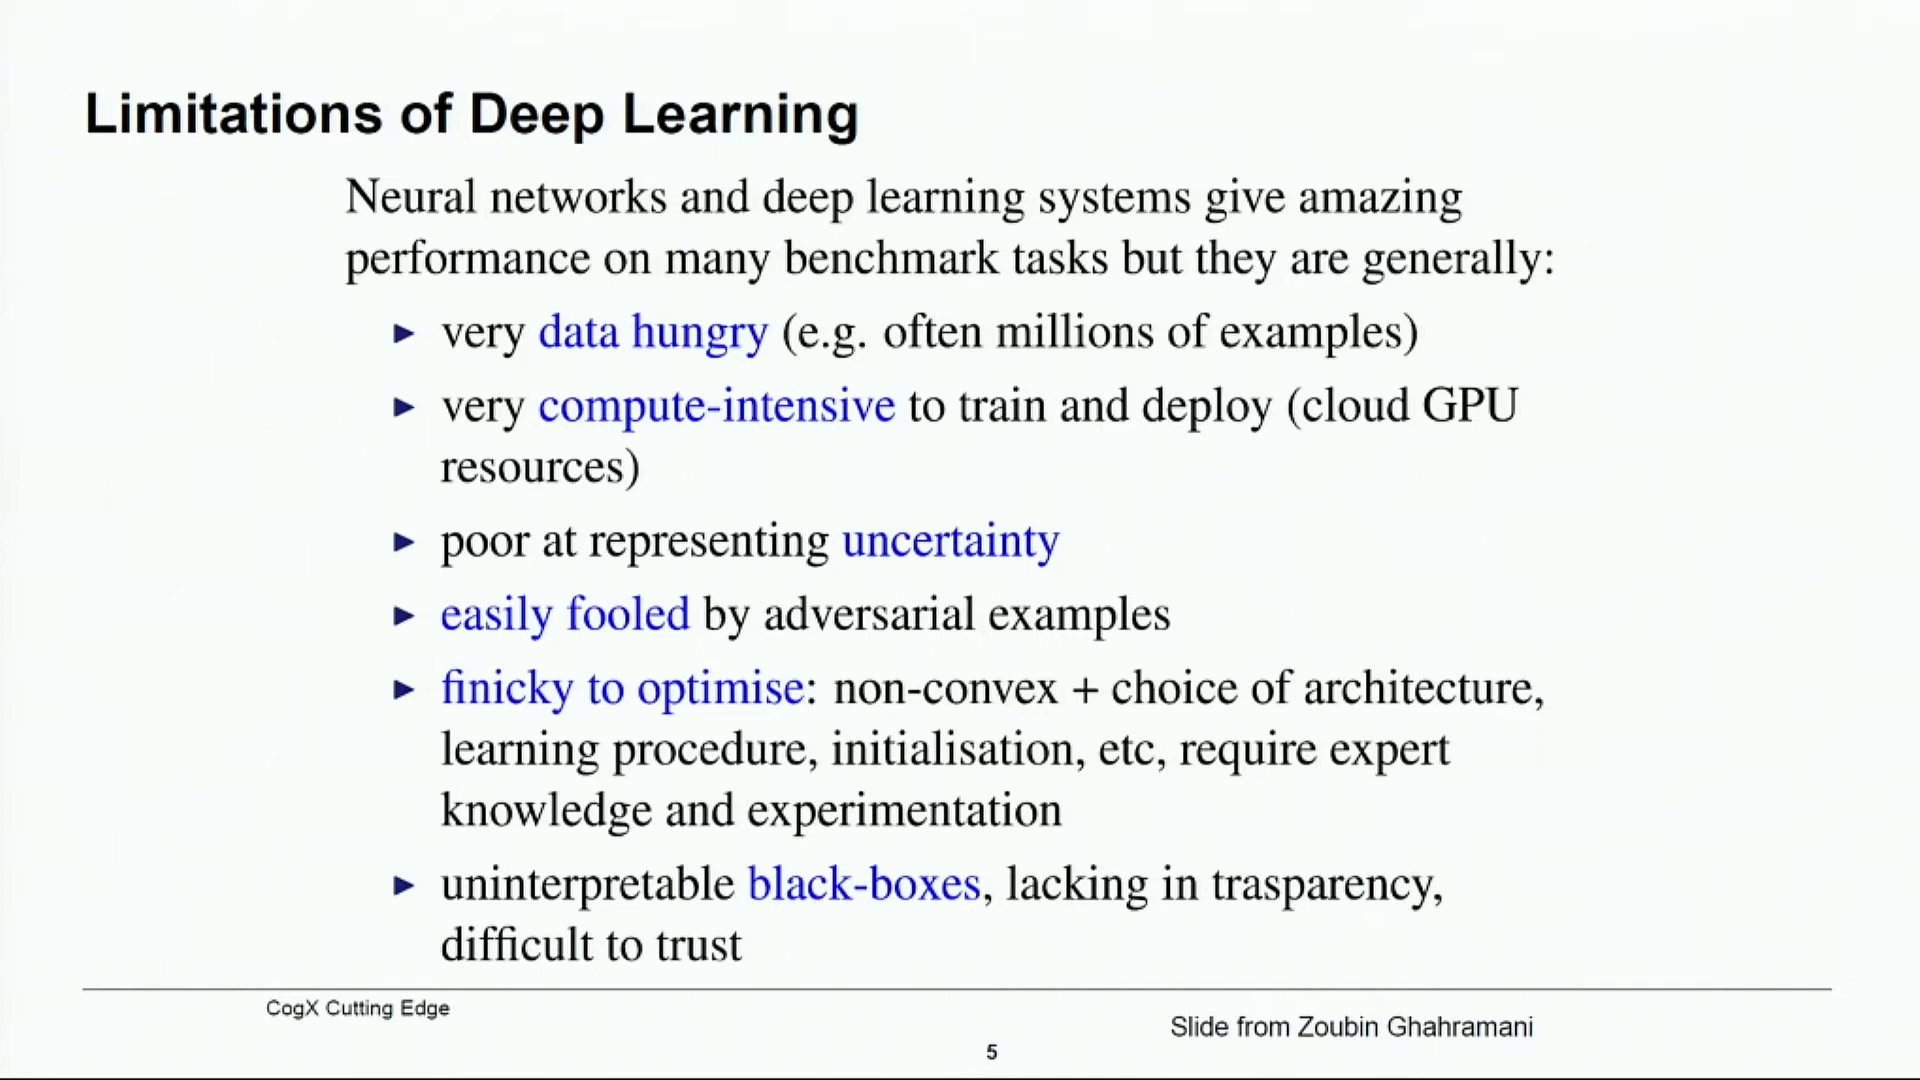 Limitations of Deep Learning
Neural networks and deep learning systems give amazing
performance on many benchmark tasks but they are generally:
► very data hungry (e.g. often millions of examples)
► very compute-intensive to train and deploy (cloud GPU
resources)
► poor at representing uncertainty
► easily fooled by adversarial examples
► finicky to optimise: non-convex + choice of architecture,
learning procedure, initialisation, etc, require expert
knowledge and experimentation
► uninterpretable black-boxes, lacking in trasparency,
difficult to trust
CogX Cutting Edge
Slide from Zoubin Ghahramani
5